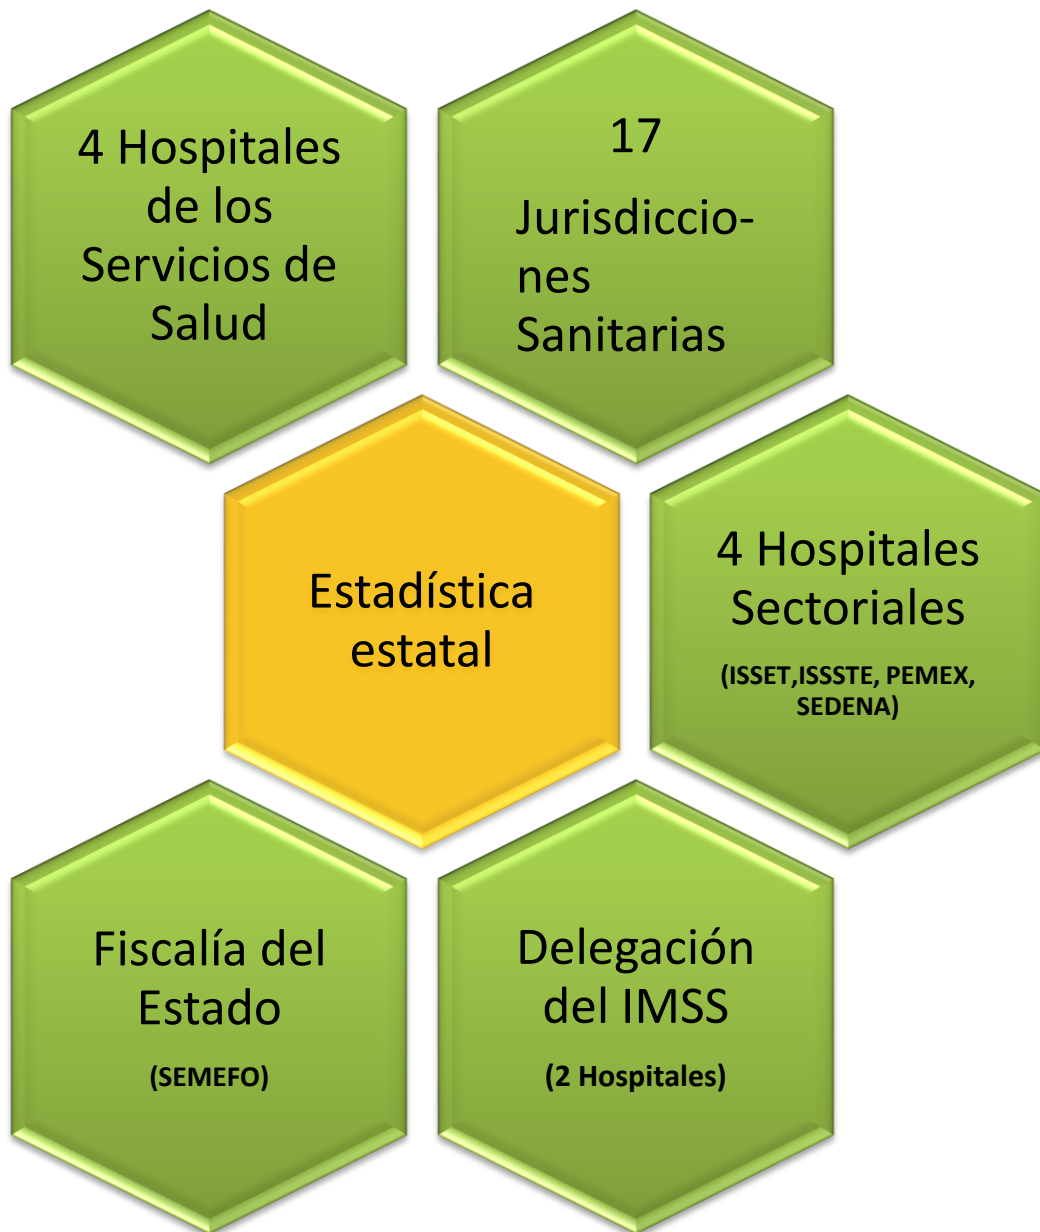 4 Hospitales
de los
Servicios de
Salud
17
Jurisdiccio-
nes
Sanitarias
Estadística
estatal
4 Hospitales
Sectoriales
(ISSET,ISSSTE, PEMEX,
SEDENA)
Fiscalía del
Estado
(SEMEFO)
Delegación
del IMSS
(2 Hospitales)